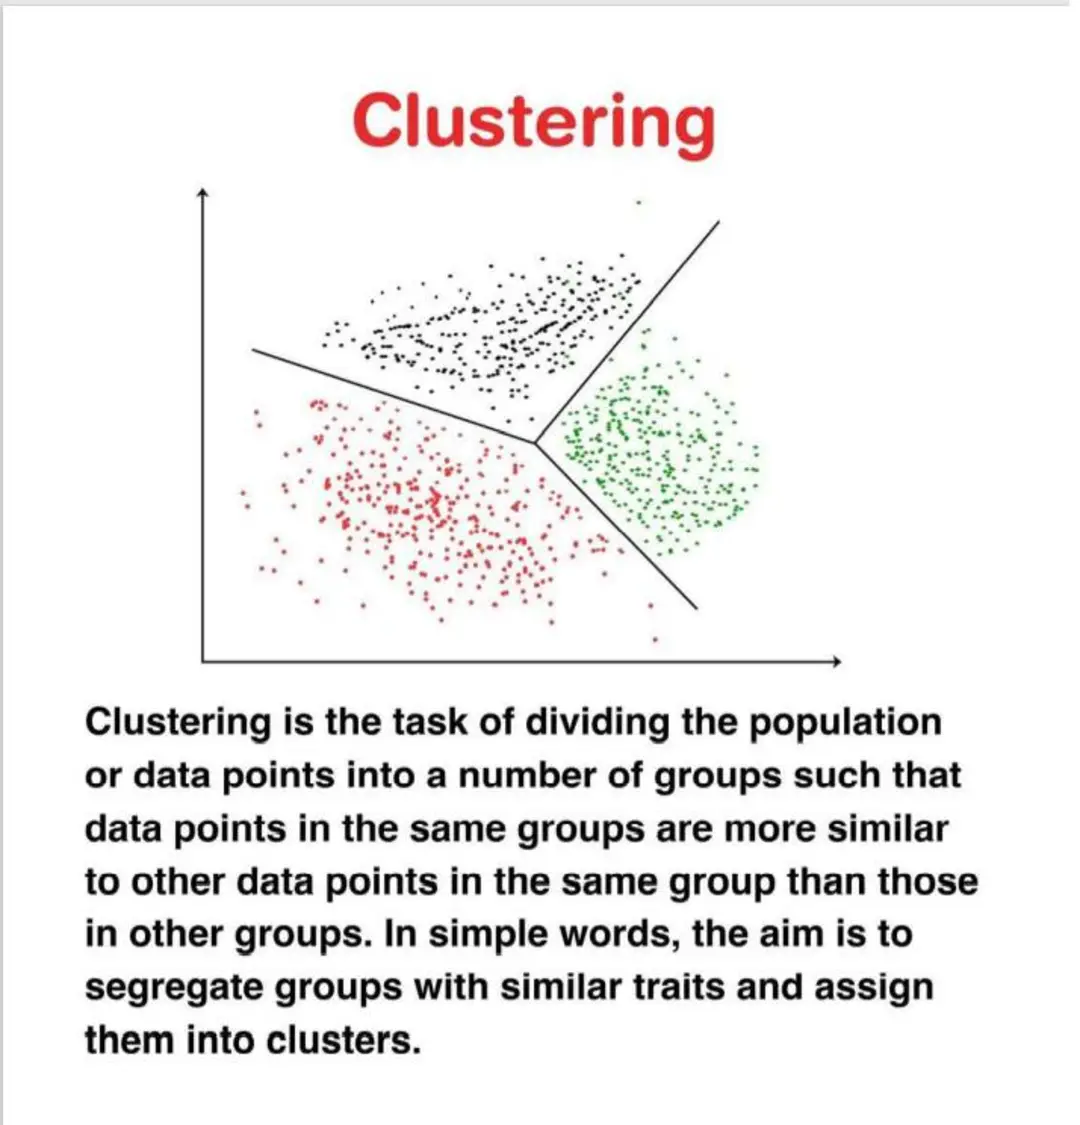 Clustering
Clustering is the task of dividing the population
or data points into a number of groups such that
data points in the same groups are more similar
to other data points in the same group than those
in other groups. In simple words, the aim is to
segregate groups with similar traits and assign
them into clusters.